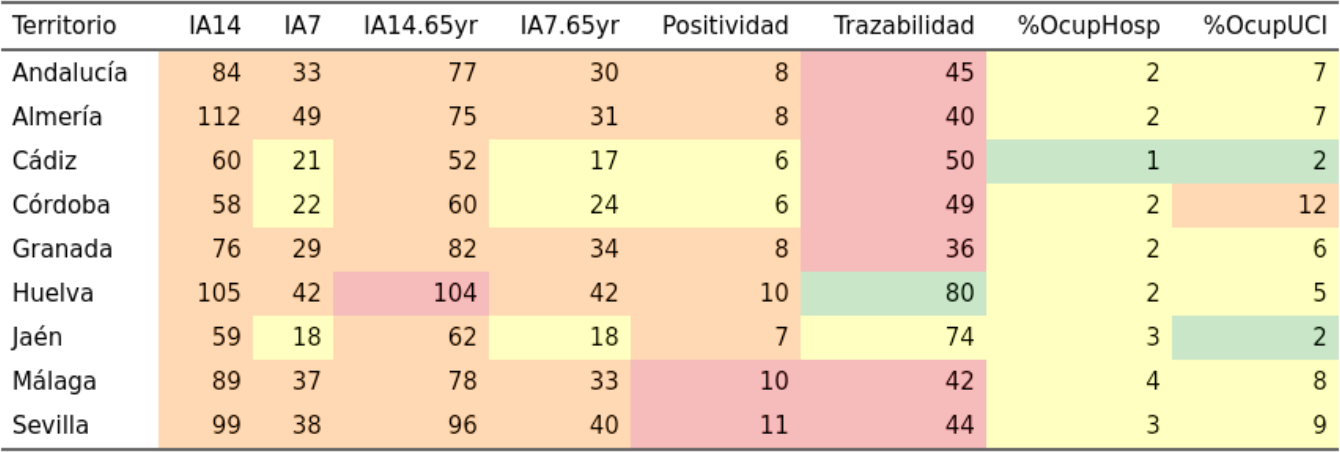 Territorio IA14 IA7 IA14.65yr IA7.65yr Positividad Trazabilidad %OcupHosp %OcupUCI
Andalucía 84 33 77 30 8 45 2 7
Almería 112 49 75 31 8 40 2 7
Cádiz 60 21 52 17 6 50 1 2
Córdoba 58 22 60 24 6 49 2 12
Granada 76 29 82 34 8 36 2 6
Huelva 105 42 104 42 10 80 2 5
Jaén 59 18 62 18 7 74 3 2
Málaga 89 37 78 33 10 42 4 8
Sevilla 99 38 96 40 11 44 3 9